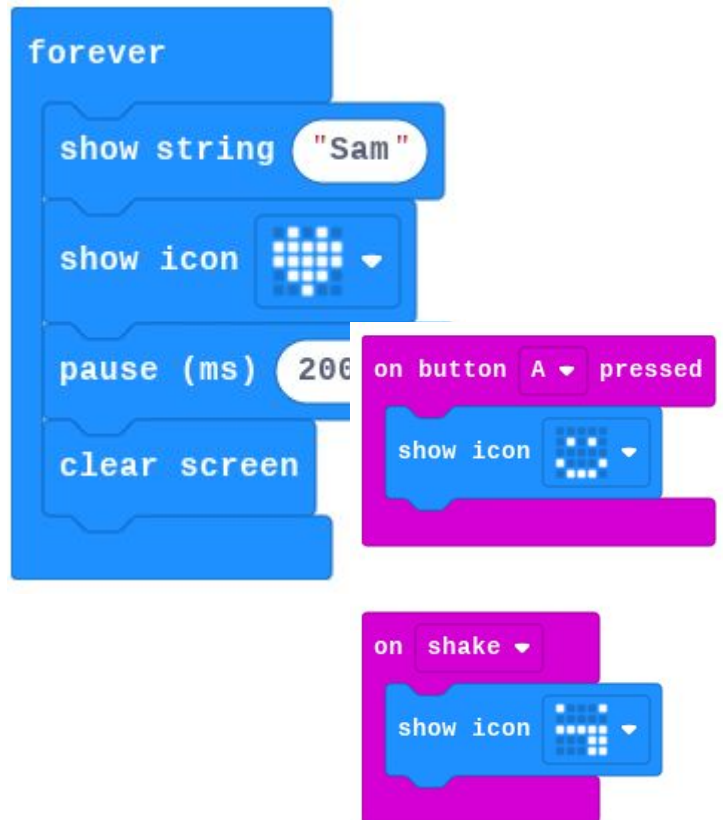 forever
show string "Sam"
show icon
pause (ms) 200
clear screen
on button A pressed
show icon
on shake
show icon